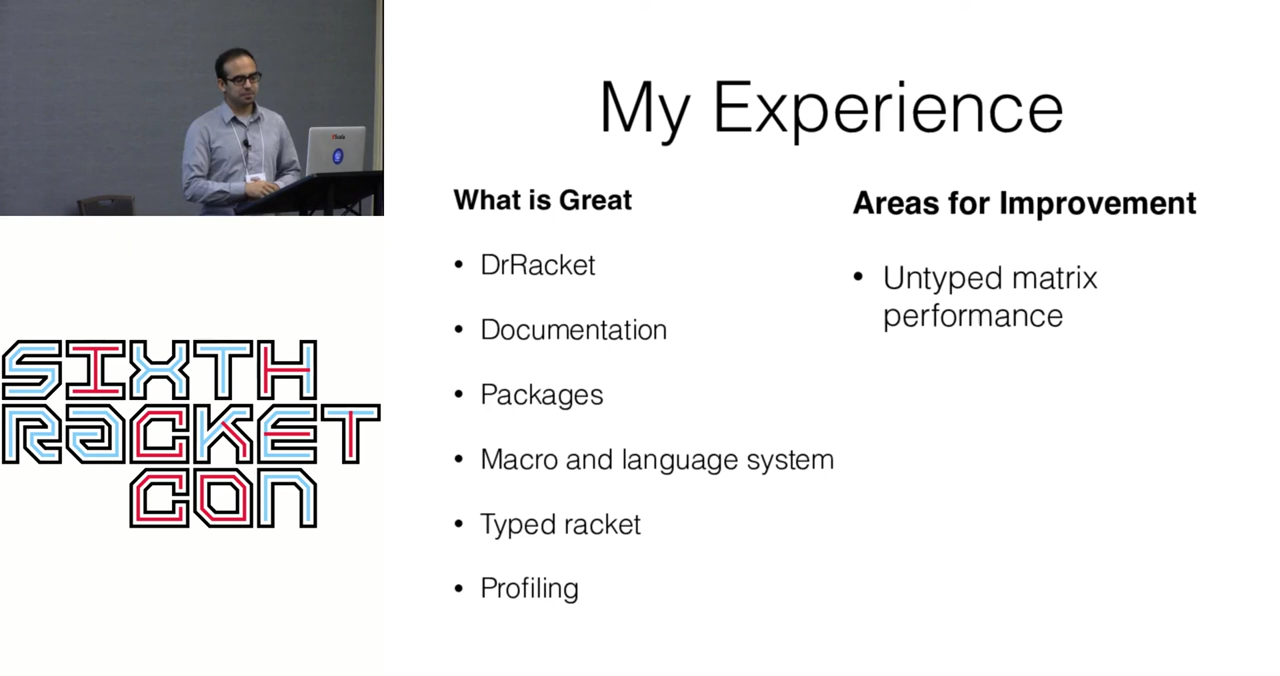 My Experience
What is Great
• DrRacket
• Documentation
• Packages
• Macro and language system
• Typed racket
• Profiling
Areas for Improvement
• Untyped matrix
performance
SIXTH
RACKET
CON